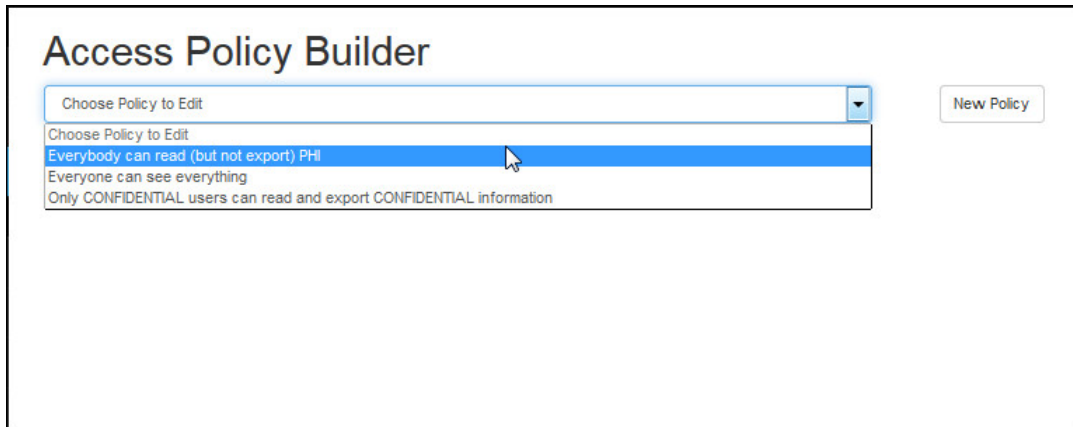 Access Policy Builder
Choose Policy to Edit
New Policy
Choose Policy to Edit
Everybody can read (but not export) PHI
Everyone can see everything
Only CONFIDENTIAL users can read and export CONFIDENTIAL information